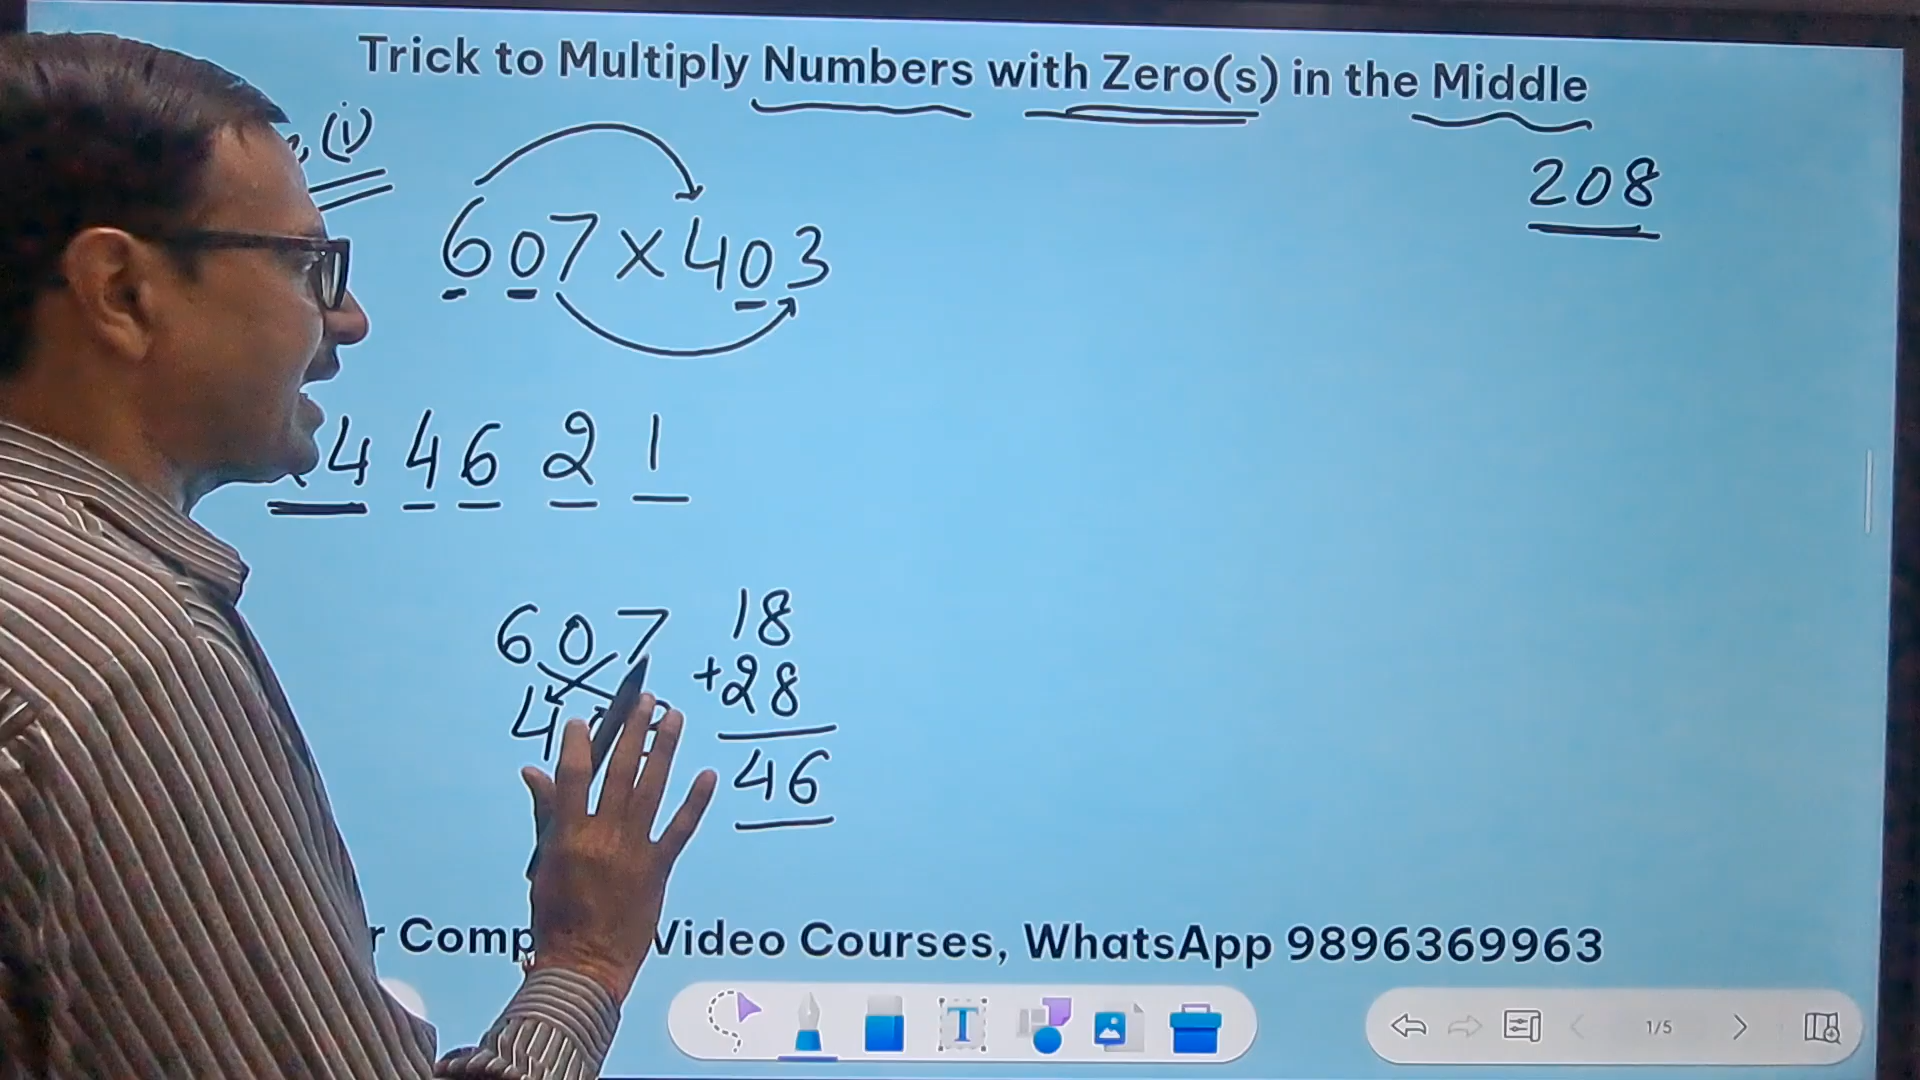 Trick to Multiply Numbers with Zero(s) in the Middle
(i)
208
607 × 403
4 4 6 2 1
607 18
4 +28
46
Video Courses, WhatsApp 9896369963
T
1/5